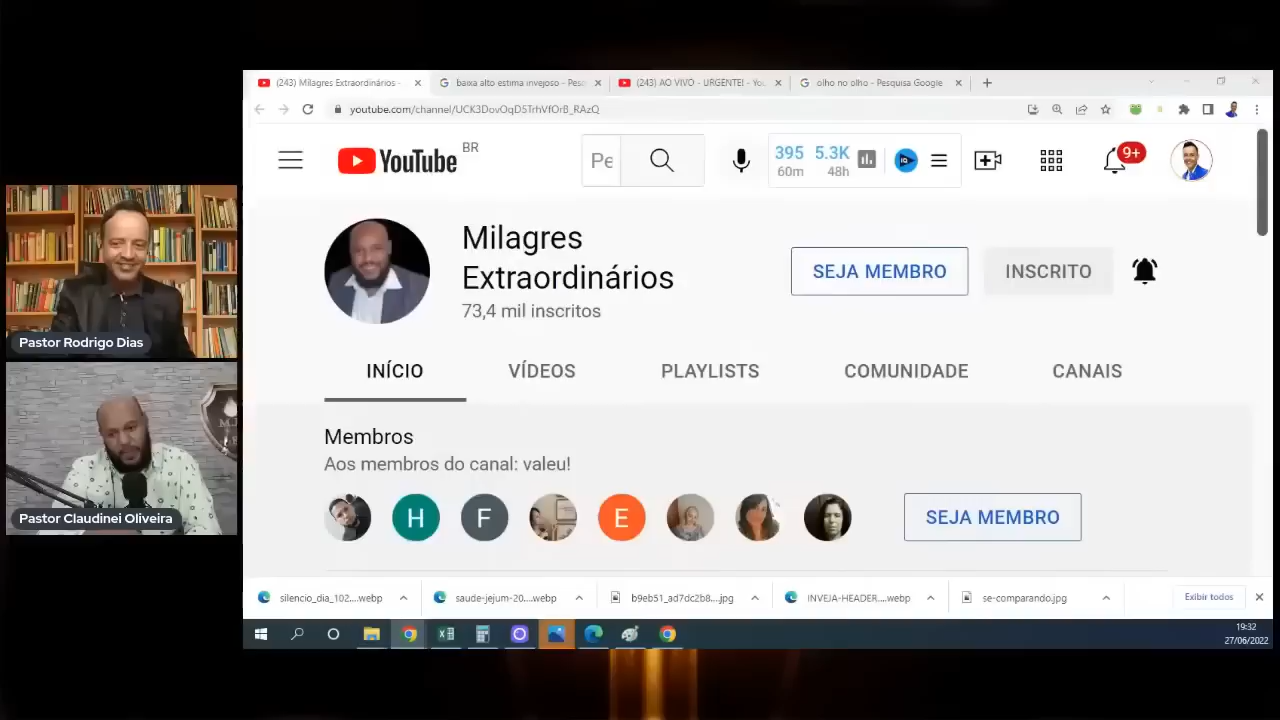 (243) Milagres Extraordinários -
baixa alto estima invejoso - Pesq
(243) AO VIVO - URGENTE! - You
olho no olho - Pesquisa Google
youtube.com/channel/UCK3DovOqD5TrhVfOrB_RAzQ
YouTube BR
Pe
395 5.3K
60m 48h
9+
Milagres
Extraordinários
73,4 mil inscritos
SEJA MEMBRO
INSCRITO
INÍCIO VÍDEOS PLAYLISTS COMUNIDADE CANAIS
Membros
Aos membros do canal: valeu!
H F E
SEJA MEMBRO
Pastor Rodrigo Dias
Pastor Claudinei Oliveira
silencio_dia_102....webp
saude-jejum-20....webp
b9eb51_ad7dc2b8....jpg
INVEJA-HEADER....webp
se-comparando.jpg
Exibir todos
19:32
27/06/2022